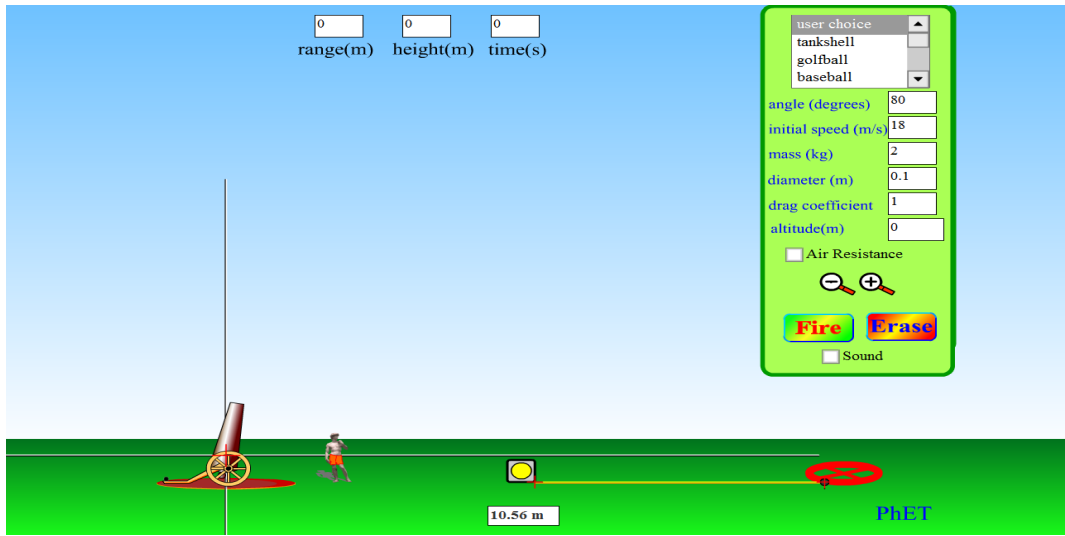 0
0
0
range(m) height(m) time(s)
user choice
tankshell
golfball
baseball
angle (degrees) 80
initial speed (m/s) 18
mass (kg) 2
diameter (m) 0.1
drag coefficient 1
altitude(m) 0
Air Resistance
Fire Erase
Sound
10.56 m
PhET